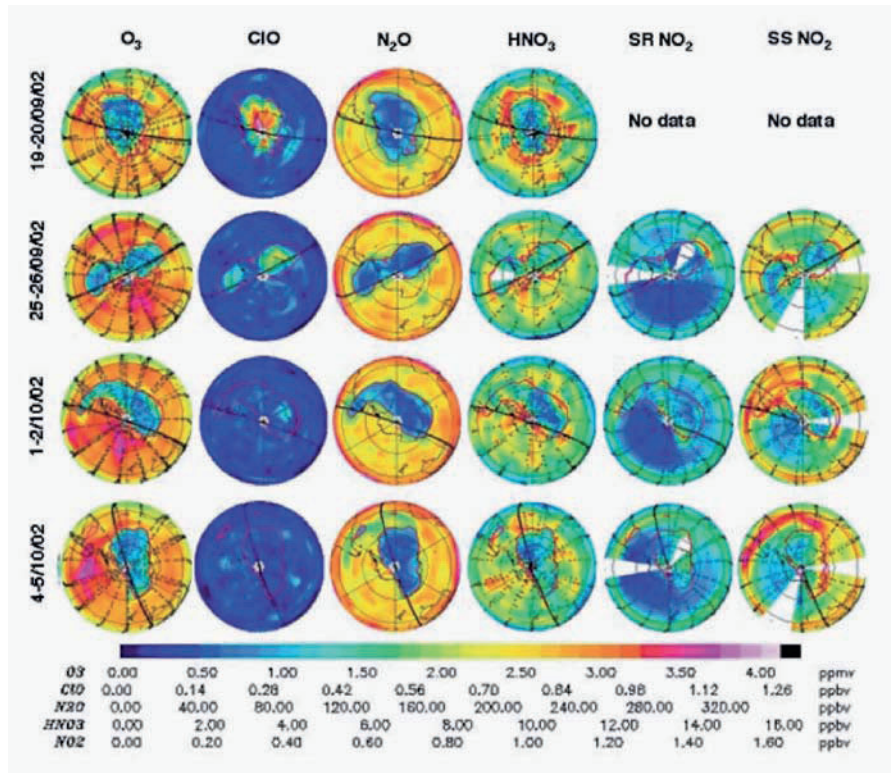 O3 ClO N2O HNO3 SR NO2 SS NO2
19-20/09/02
No data No data
25-26/09/02
1-2/10/02
4-5/10/02
O3 0.00 0.50 1.00 1.50 2.00 2.50 3.00 3.50 4.00 ppmv
ClO 0.00 0.14 0.28 0.42 0.56 0.70 0.84 0.98 1.12 1.26 ppbv
N2O 0.00 40.00 80.00 120.00 160.00 200.00 240.00 280.00 320.00 ppbv
HNO3 0.00 2.00 4.00 6.00 8.00 10.00 12.00 14.00 16.00 ppbv
NO2 0.00 0.20 0.40 0.60 0.80 1.00 1.20 1.40 1.60 ppbv